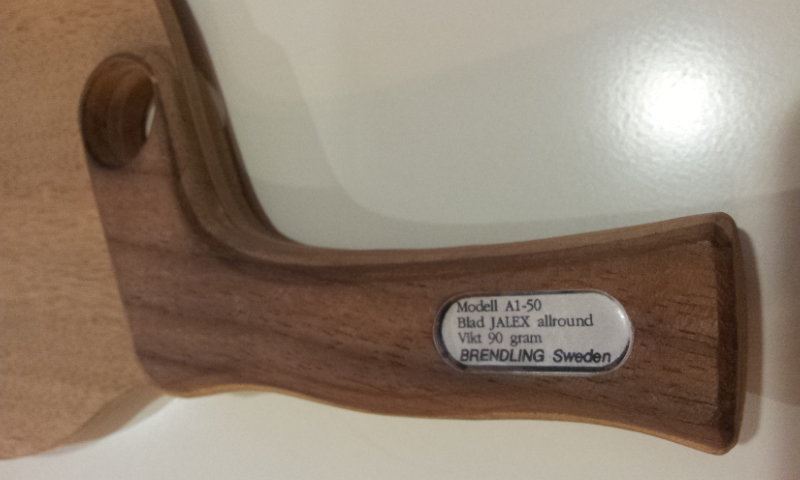 Modell A1-50
Blad JALEX allround
Vikt 90 gram
BRENDLING Sweden